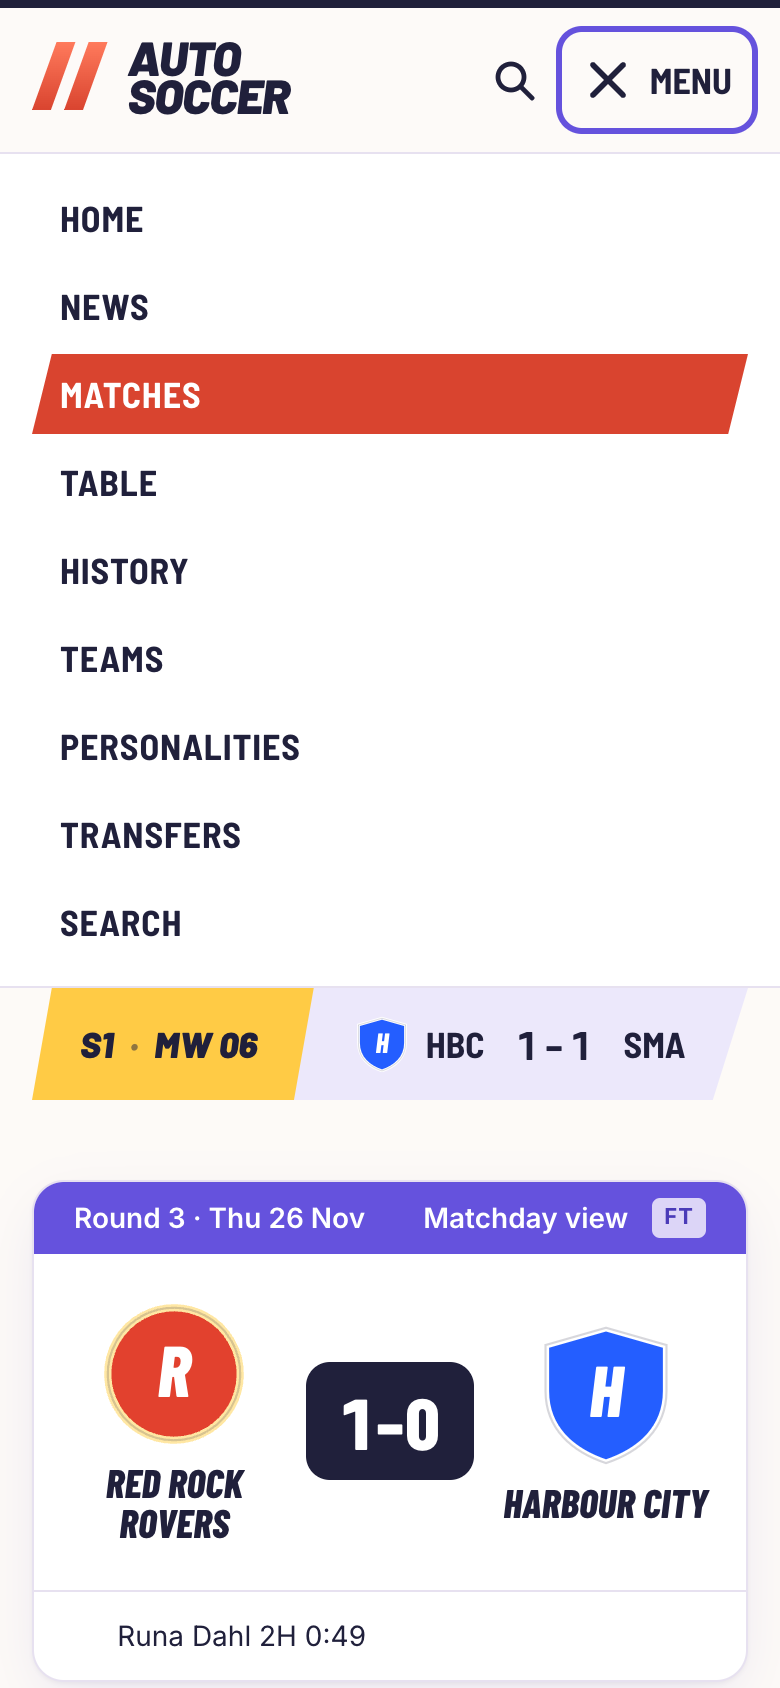 AUTO
SOCCER
MENU
HOME
NEWS
MATCHES
TABLE
HISTORY
TEAMS
PERSONALITIES
TRANSFERS
SEARCH
S1 · MW 06
H HBC 1 - 1 SMA
Round 3 · Thu 26 Nov Matchday view FT
R 1-0 H
RED ROCK
ROVERS
HARBOUR CITY
Runa Dahl 2H 0:49